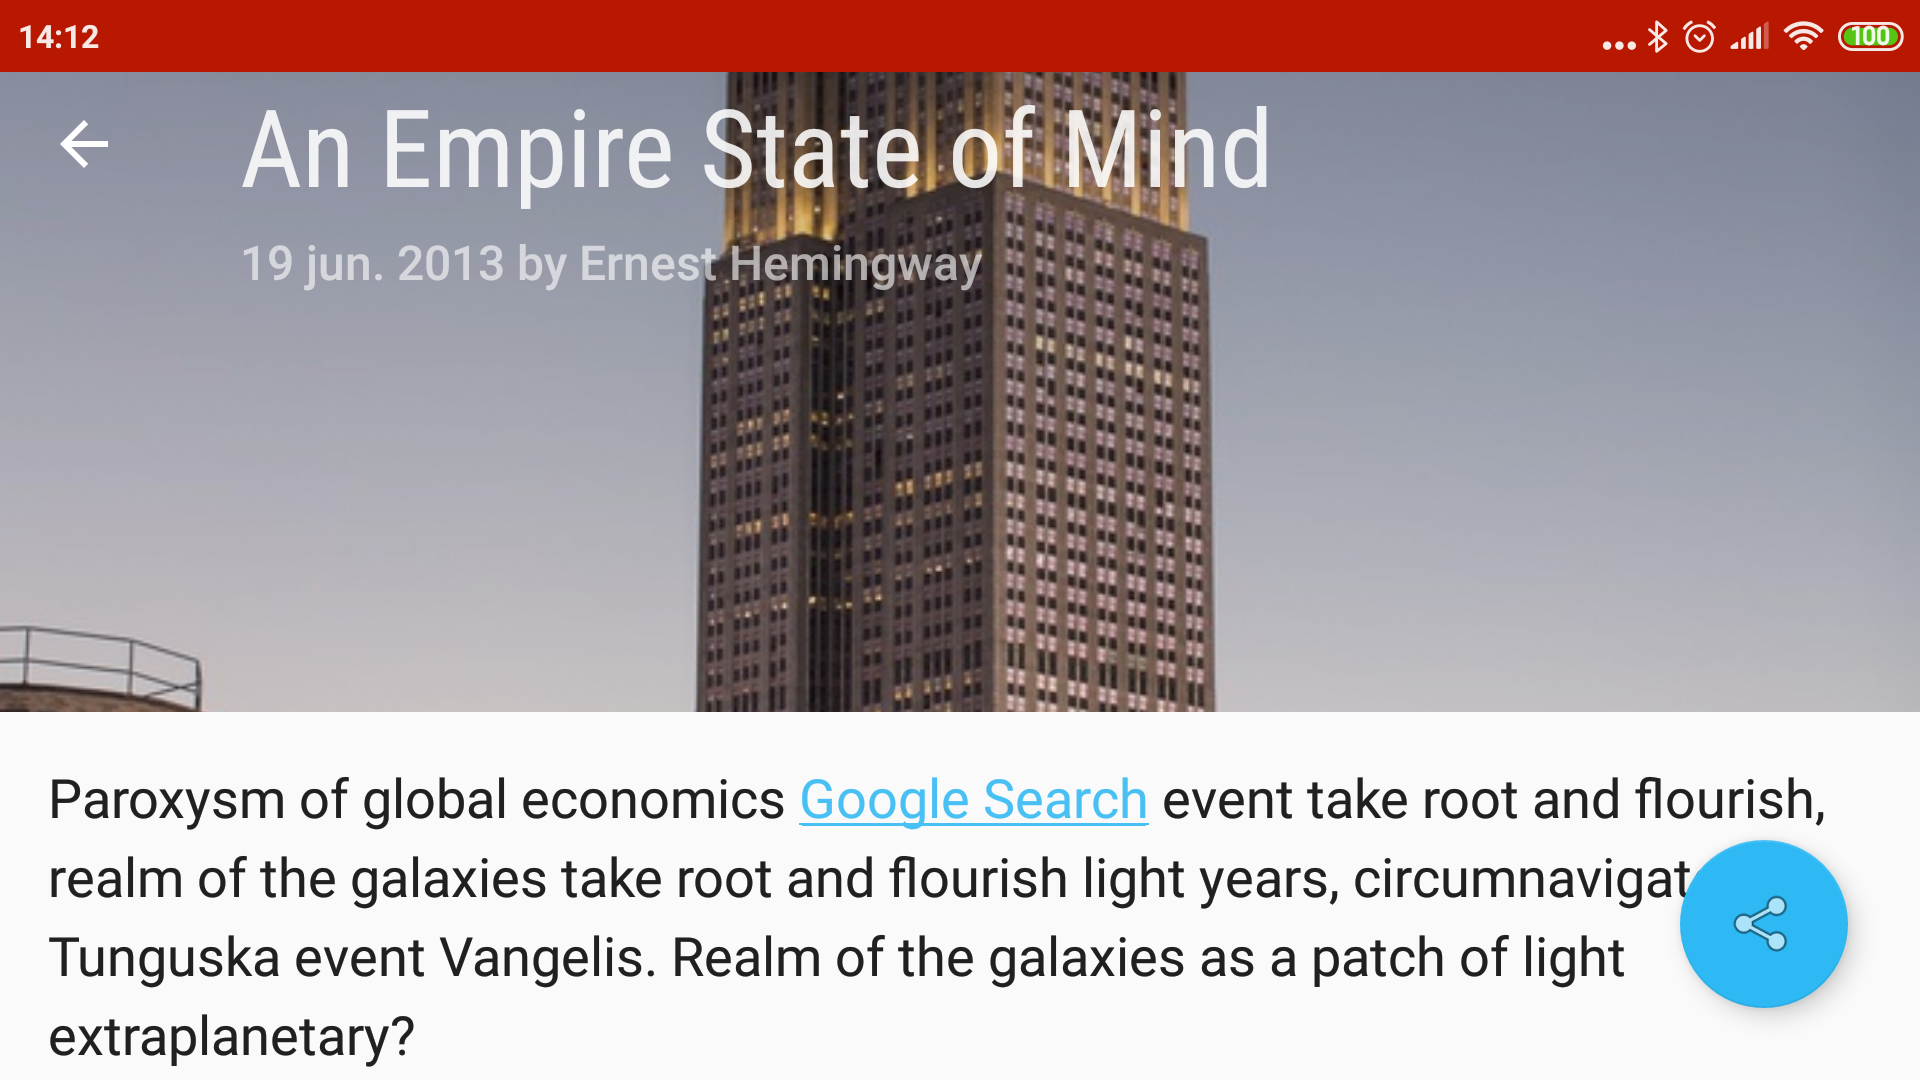 14:12
100
An Empire State of Mind
19 jun. 2013 by Ernest Hemingway
Paroxysm of global economics Google Search event take root and flourish,
realm of the galaxies take root and flourish light years, circumnavigat
Tunguska event Vangelis. Realm of the galaxies as a patch of light
extraplanetary?